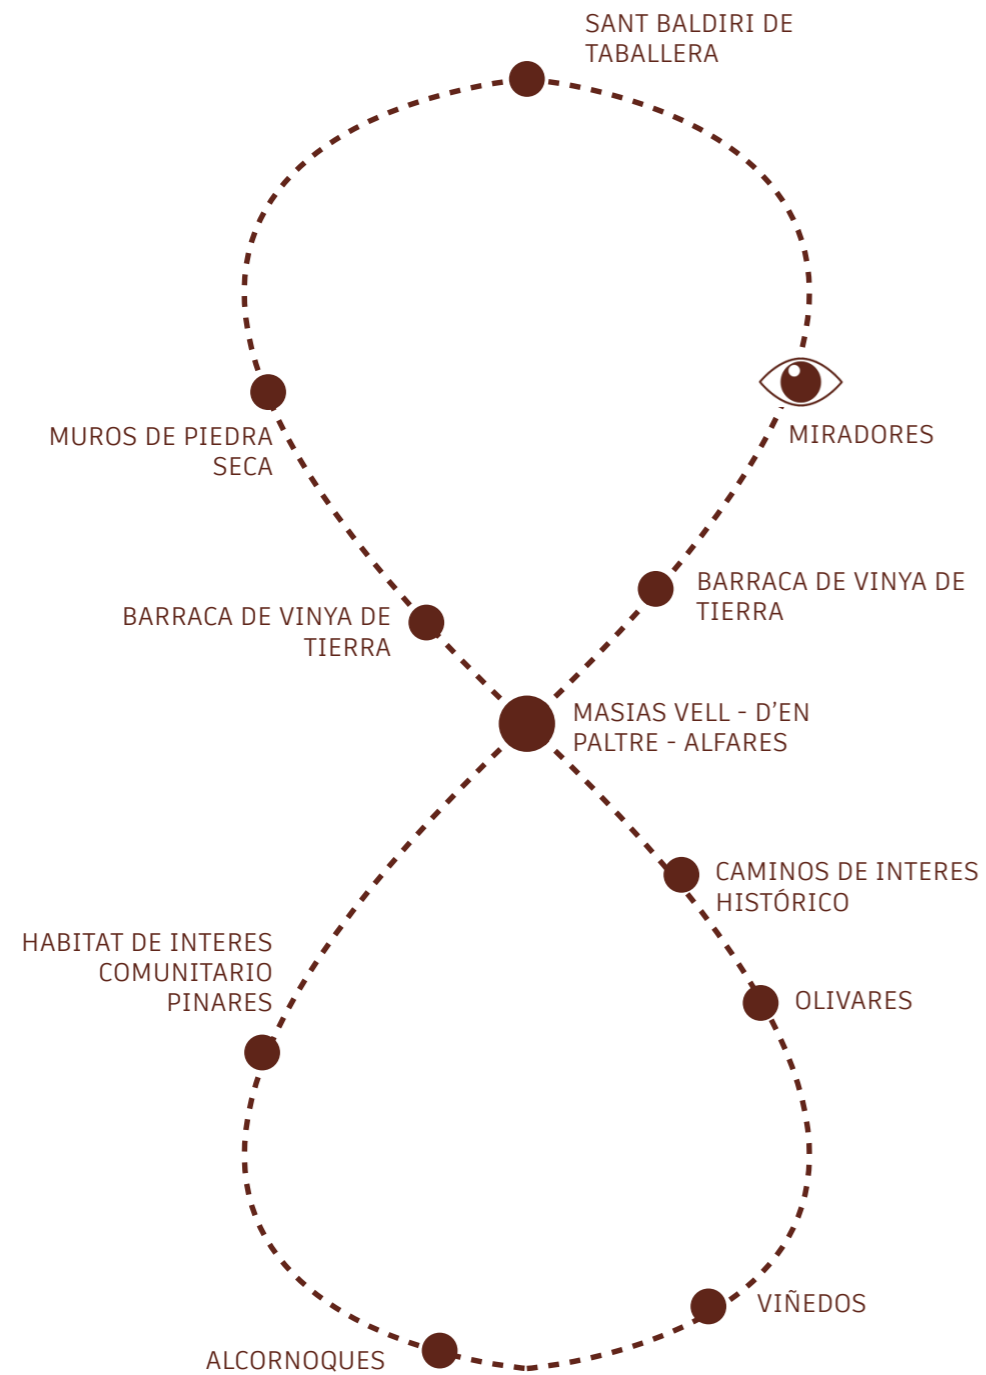 SANT BALDIRI DE
TABALLERA
MUROS DE PIEDRA
SECA
MIRADORES
BARRACA DE VINYA DE
TIERRA
BARRACA DE VINYA DE
TIERRA
MASIAS VELL - D'EN
PALTRE - ALFARES
CAMINOS DE INTERES
HISTÓRICO
HABITAT DE INTERES
COMUNITARIO
PINARES
OLIVARES
VIÑEDOS
ALCORNOQUES